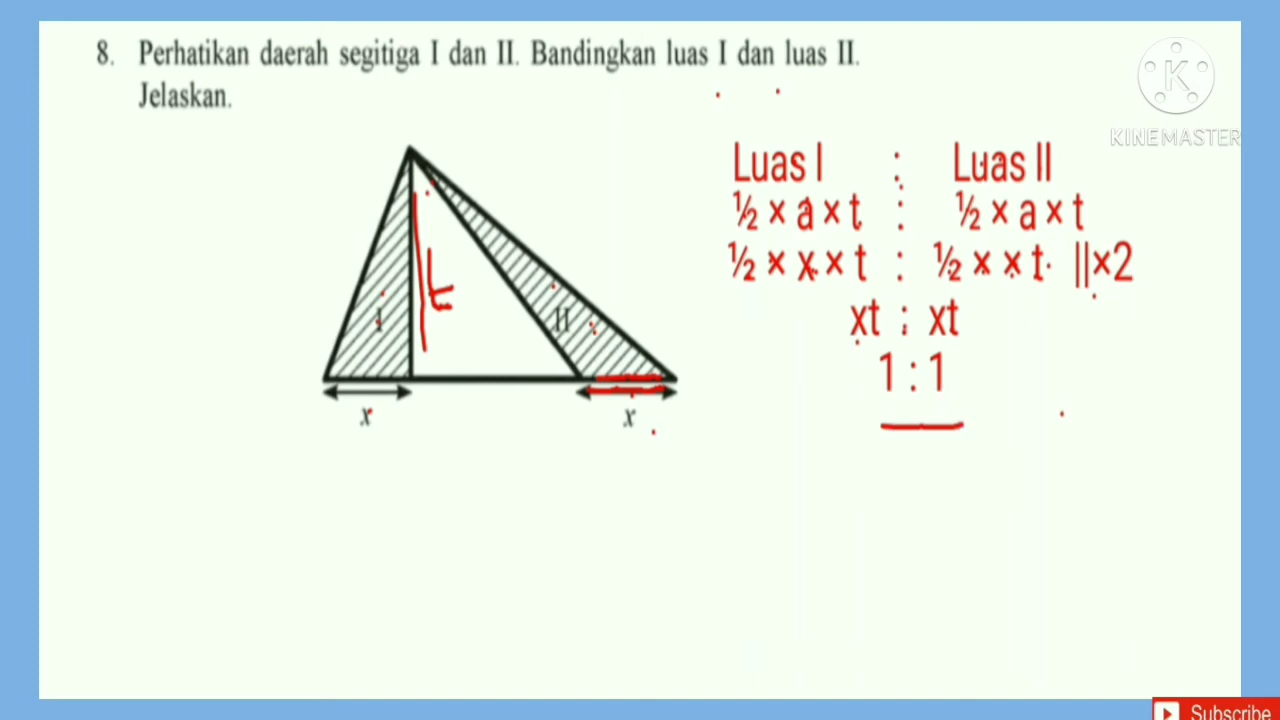 8. Perhatikan daerah segitiga I dan II. Bandingkan luas I dan luas II.
Jelaskan.
KINEMASTER
Luas I : Luas II
½ × a × t : ½ × a × t
½ × x × t : ½ × x t ||×2
xt : xt
1 : 1
t
I
II
x
x
Subscribe